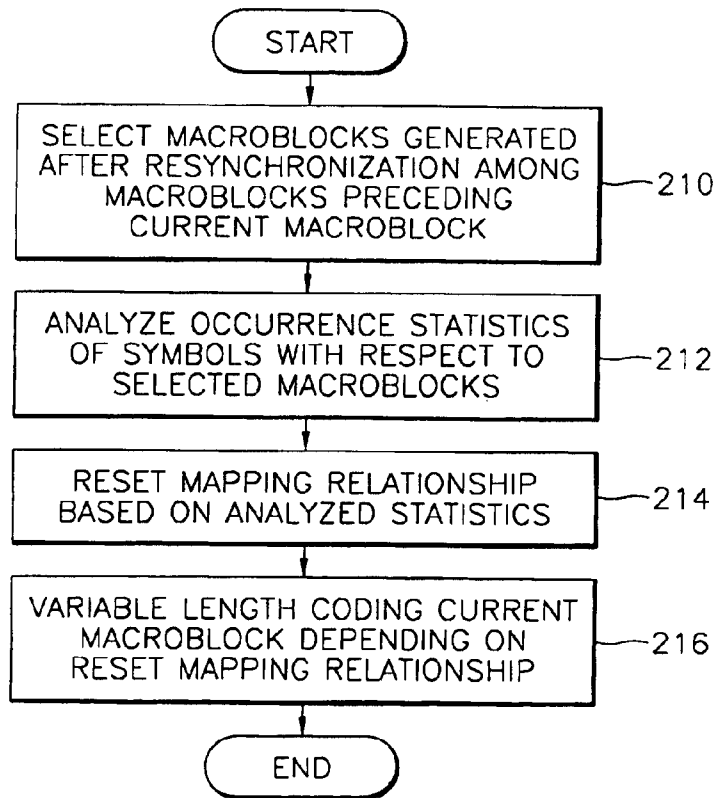 START
SELECT MACROBLOCKS GENERATED
AFTER RESYNCHRONIZATION AMONG
MACROBLOCKS PRECEDING
CURRENT MACROBLOCK
210
ANALYZE OCCURRENCE STATISTICS
OF SYMBOLS WITH RESPECT TO
SELECTED MACROBLOCKS
212
RESET MAPPING RELATIONSHIP
BASED ON ANALYZED STATISTICS
214
VARIABLE LENGTH CODING CURRENT
MACROBLOCK DEPENDING ON
RESET MAPPING RELATIONSHIP
216
END